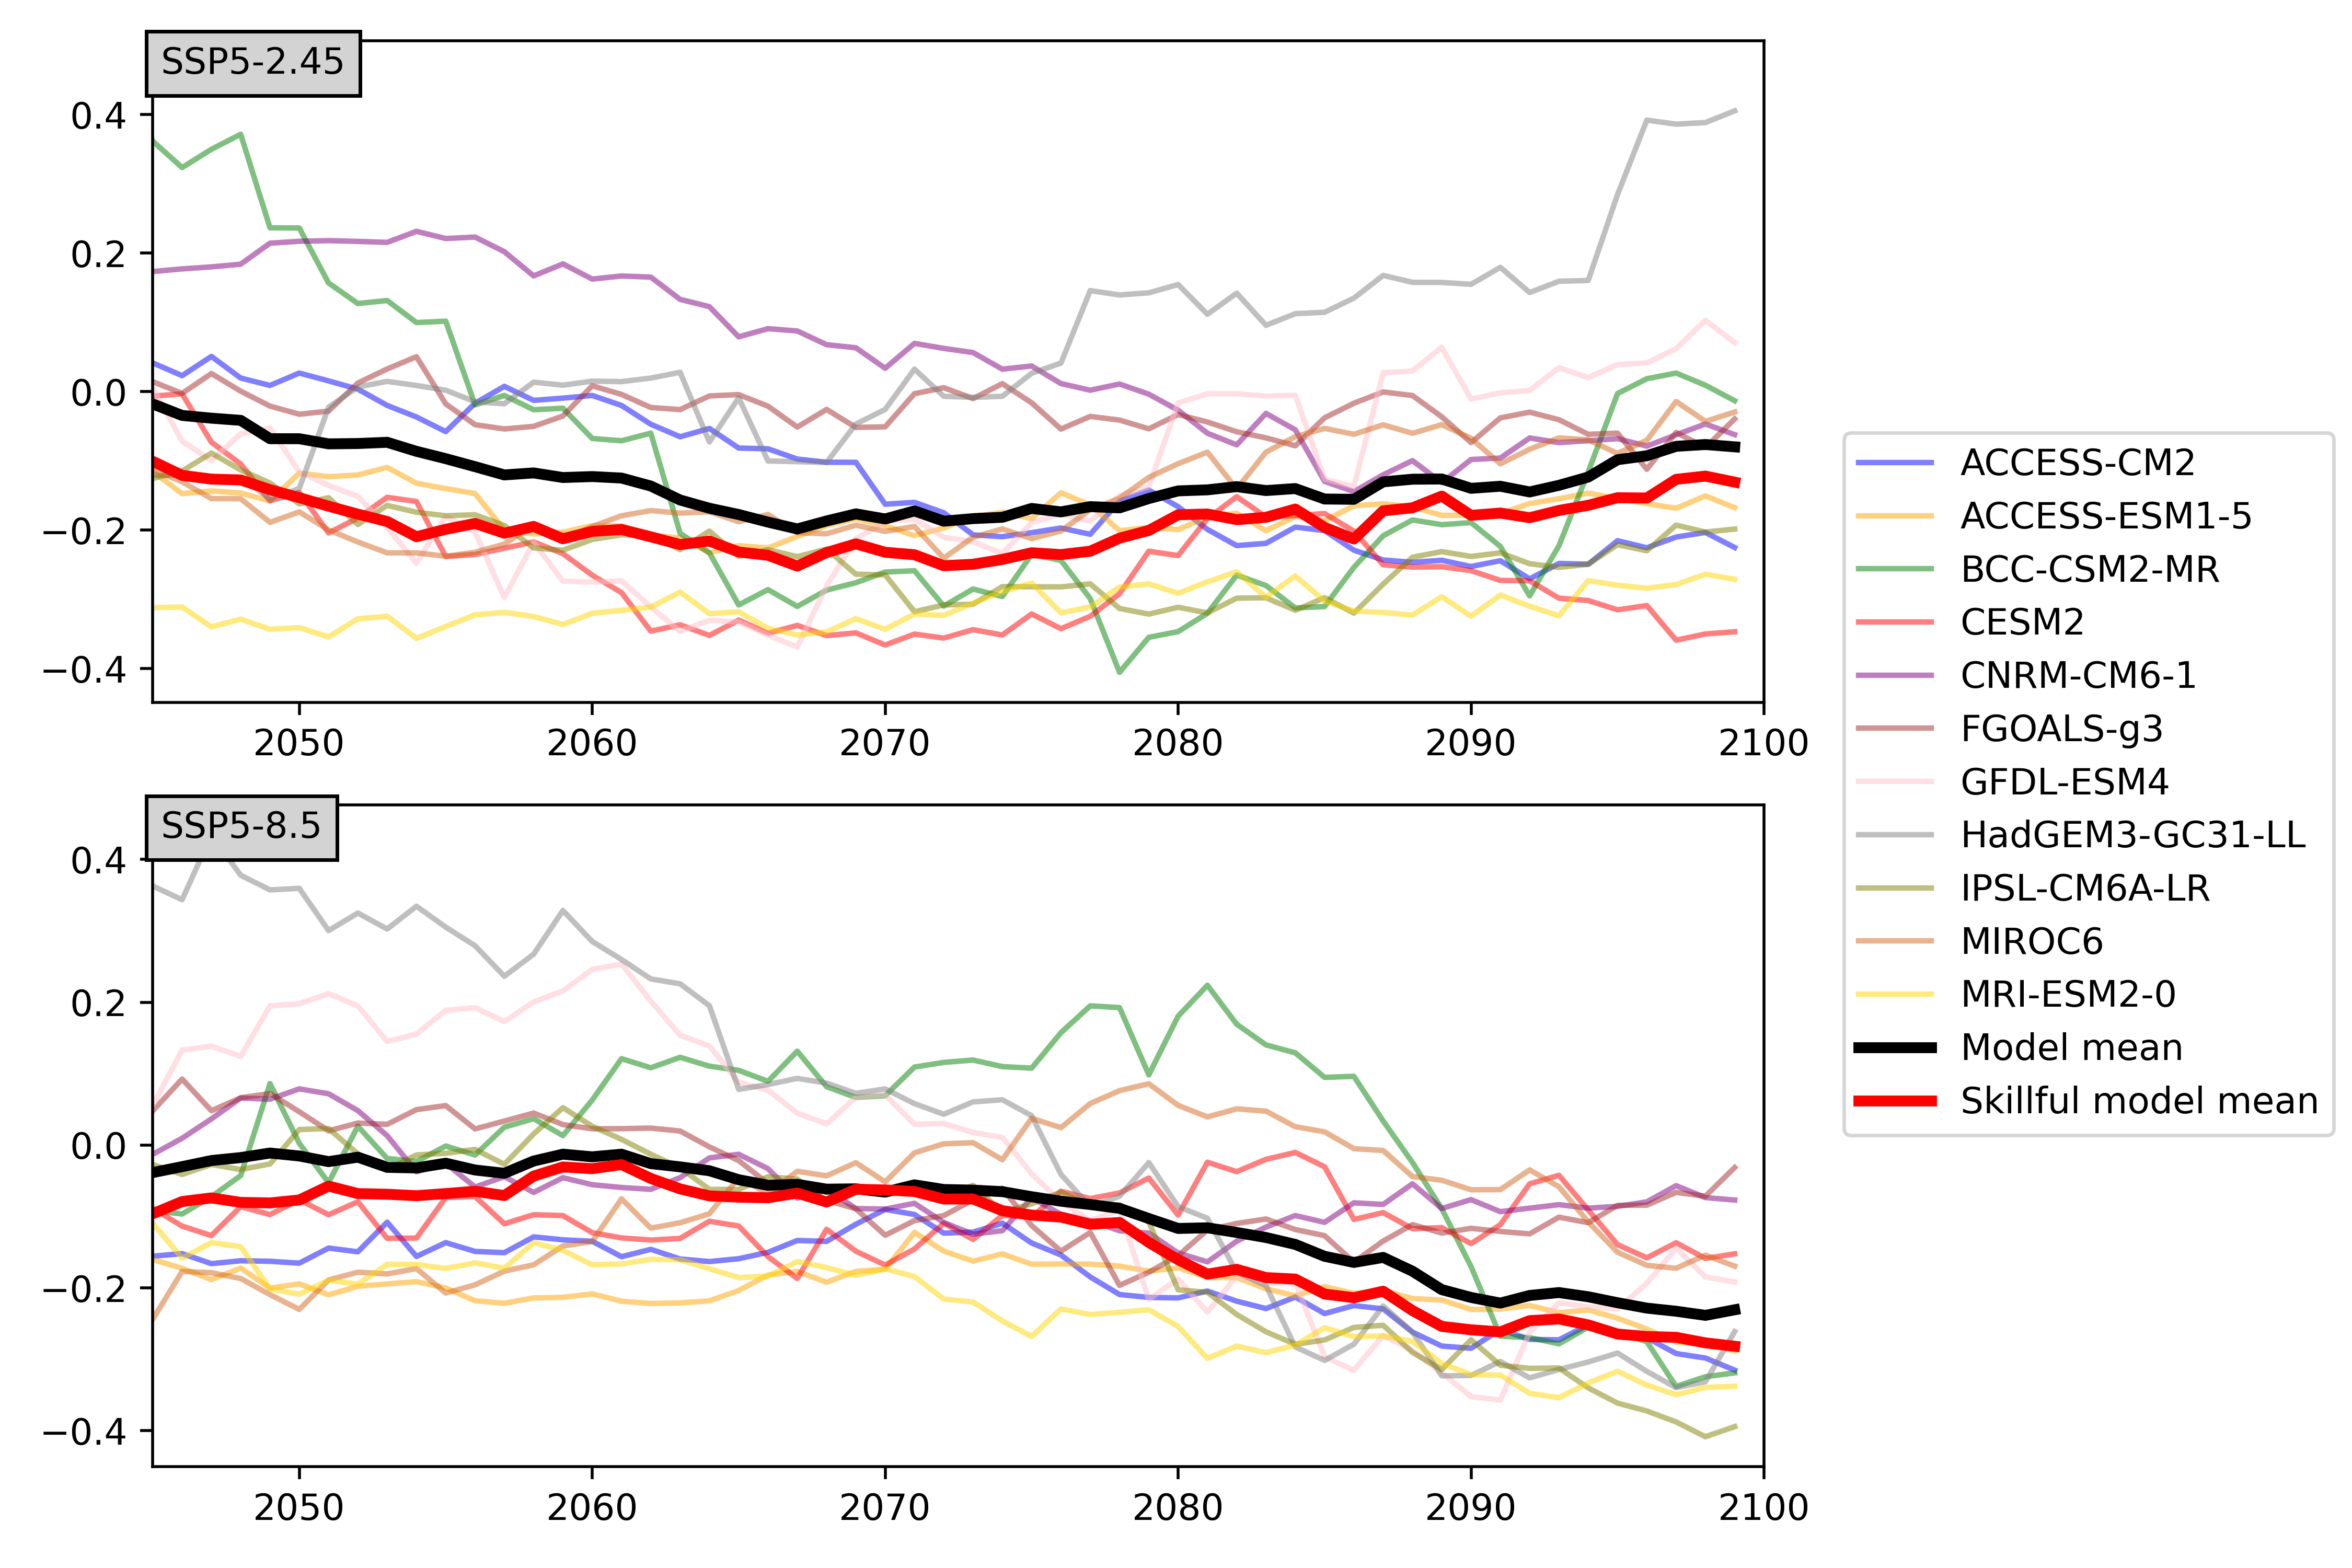 SSP5-2.45
0.4
0.2
0.0
−0.2
−0.4
2050 2060 2070 2080 2090 2100
SSP5-8.5
0.4
0.2
0.0
−0.2
−0.4
2050 2060 2070 2080 2090 2100
ACCESS-CM2
ACCESS-ESM1-5
BCC-CSM2-MR
CESM2
CNRM-CM6-1
FGOALS-g3
GFDL-ESM4
HadGEM3-GC31-LL
IPSL-CM6A-LR
MIROC6
MRI-ESM2-0
Model mean
Skillful model mean